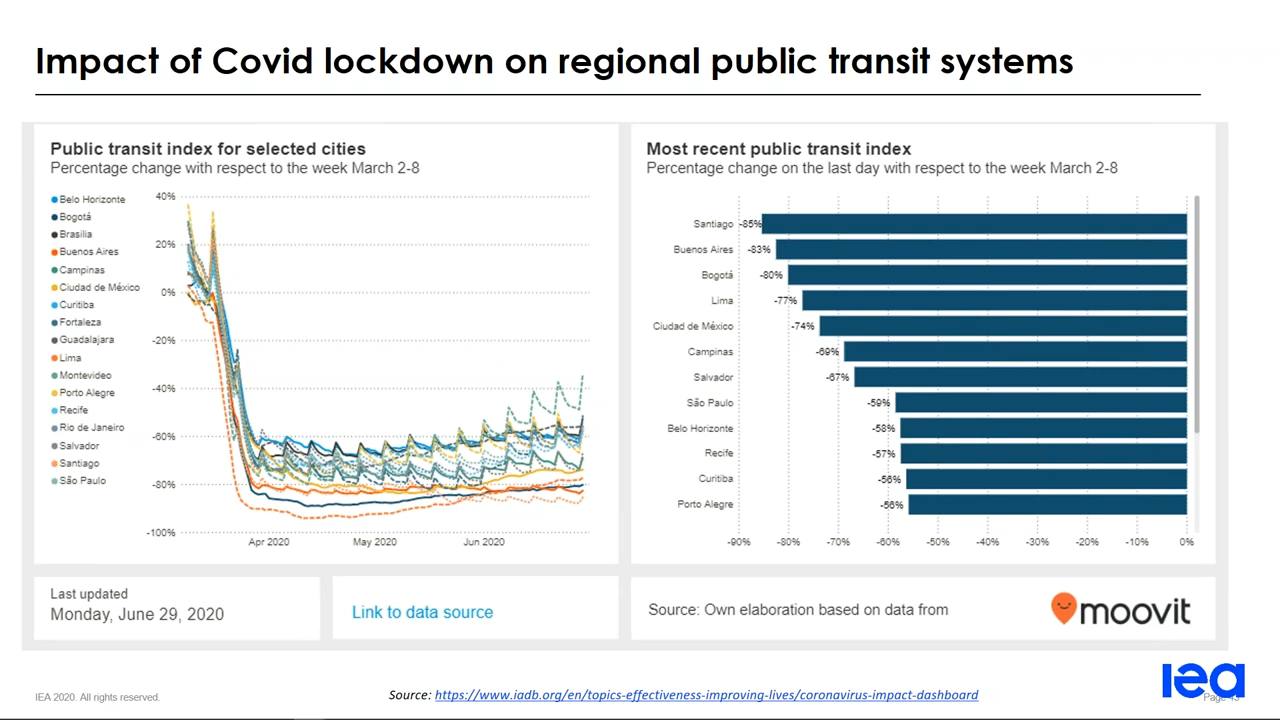 Impact of Covid lockdown on regional public transit systems
Public transit index for selected cities
Percentage change with respect to the week March 2-8
Belo Horizonte
Bogotá
Brasilia
Buenos Aires
Campinas
Ciudad de México
Curitiba
Fortaleza
Guadalajara
Lima
Montevideo
Porto Alegre
Recife
Rio de Janeiro
Salvador
Santiago
São Paulo
40%
20%
0%
-20%
-40%
-60%
-80%
-100%
Apr 2020 May 2020 Jun 2020
Most recent public transit index
Percentage change on the last day with respect to the week March 2-8
Santiago -85%
Buenos Aires -83%
Bogotá -80%
Lima -77%
Ciudad de México -74%
Campinas -69%
Salvador -67%
São Paulo -59%
Belo Horizonte -58%
Recife -57%
Curitiba -56%
Porto Alegre -56%
-90% -80% -70% -60% -50% -40% -30% -20% -10% 0%
Last updated
Monday, June 29, 2020
Link to data source
Source: Own elaboration based on data from
moovit
IEA 2020. All rights reserved.
Source: https://www.iadb.org/en/topics-effectiveness-improving-lives/coronavirus-impact-dashboard
iea
Page